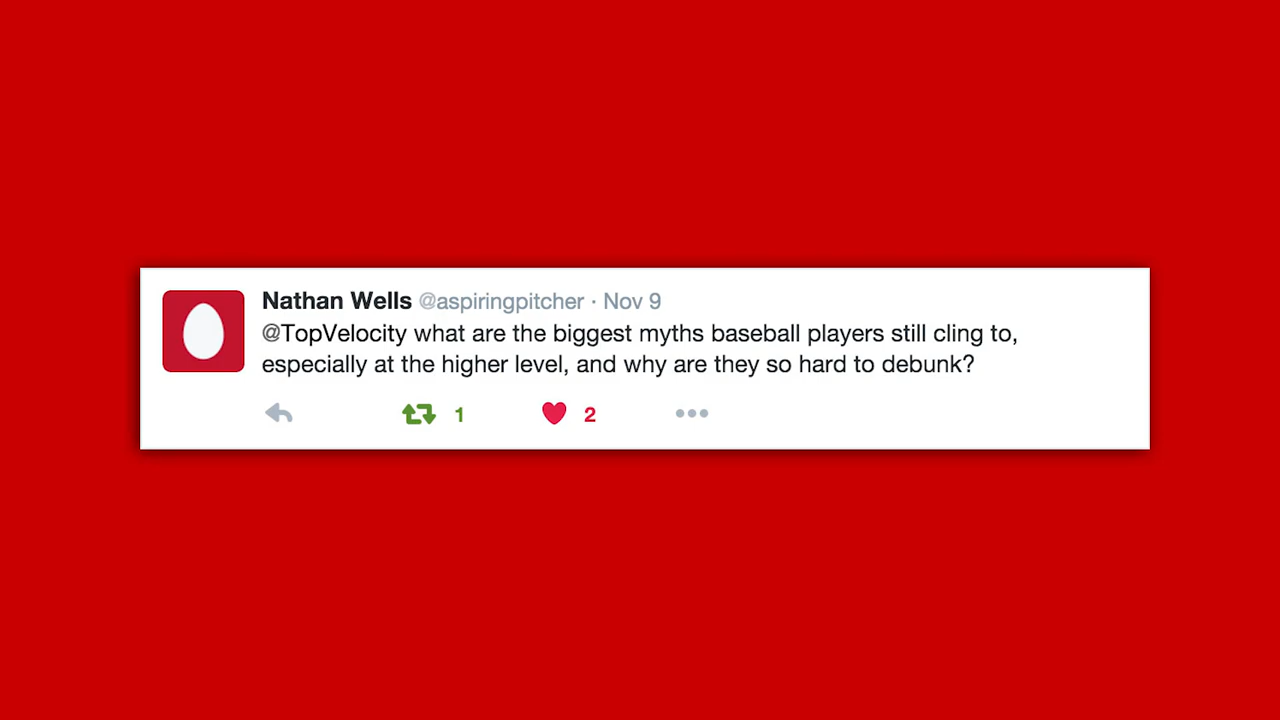 Nathan Wells @aspiringpitcher · Nov 9
@TopVelocity what are the biggest myths baseball players still cling to,
especially at the higher level, and why are they so hard to debunk?
1 2